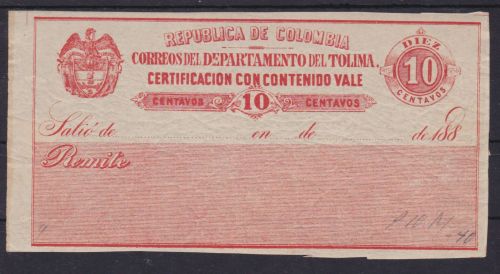 REPUBLICA DE COLOMBIA
CORREOS DEL DEPARTAMENTO DEL TOLIMA.
CERTIFICACION CON CONTENIDO VALE
CENTAVOS 10 CENTAVOS
DIEZ
10
CENTAVOS
Salió de en de de 188
Remite
40